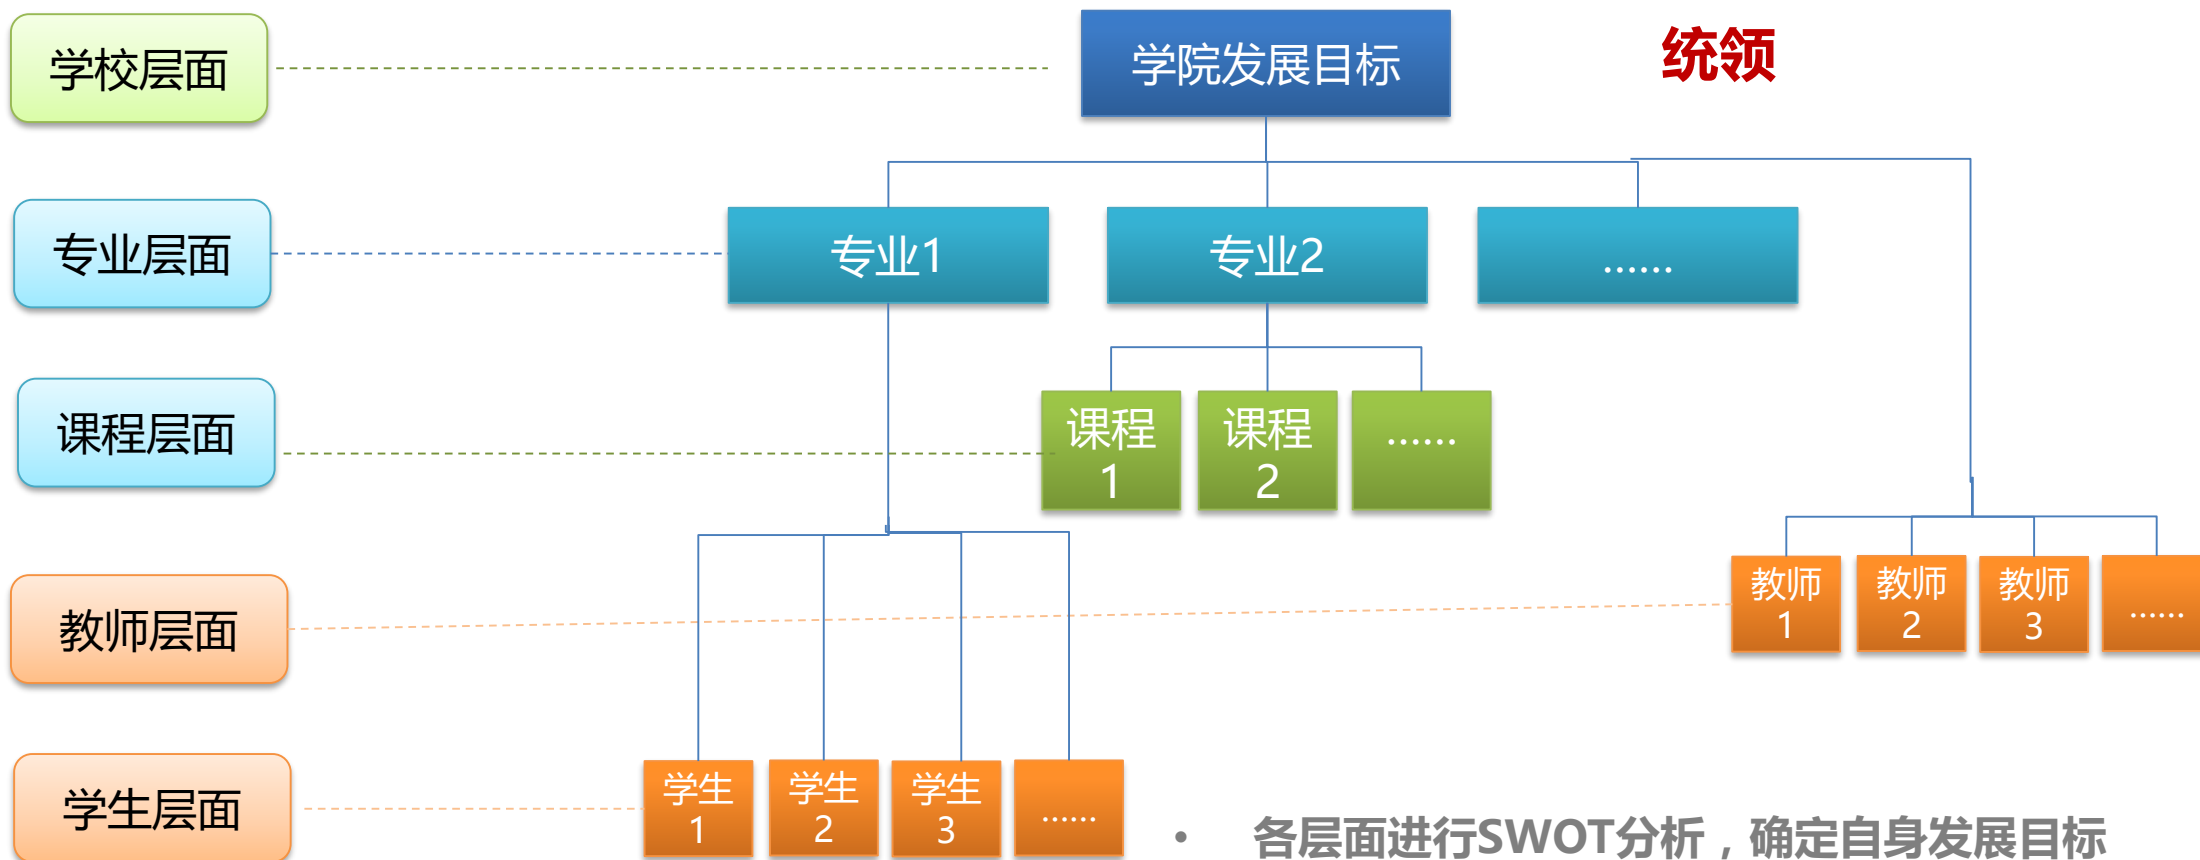 学校层面
学院发展目标
统领
专业层面
专业1
专业2
……
课程层面
课程
1
课程
2
……
教师层面
教师
1
教师
2
教师
3
……
学生层面
学生
1
学生
2
学生
3
……
• 各层面进行SWOT分析，确定自身发展目标